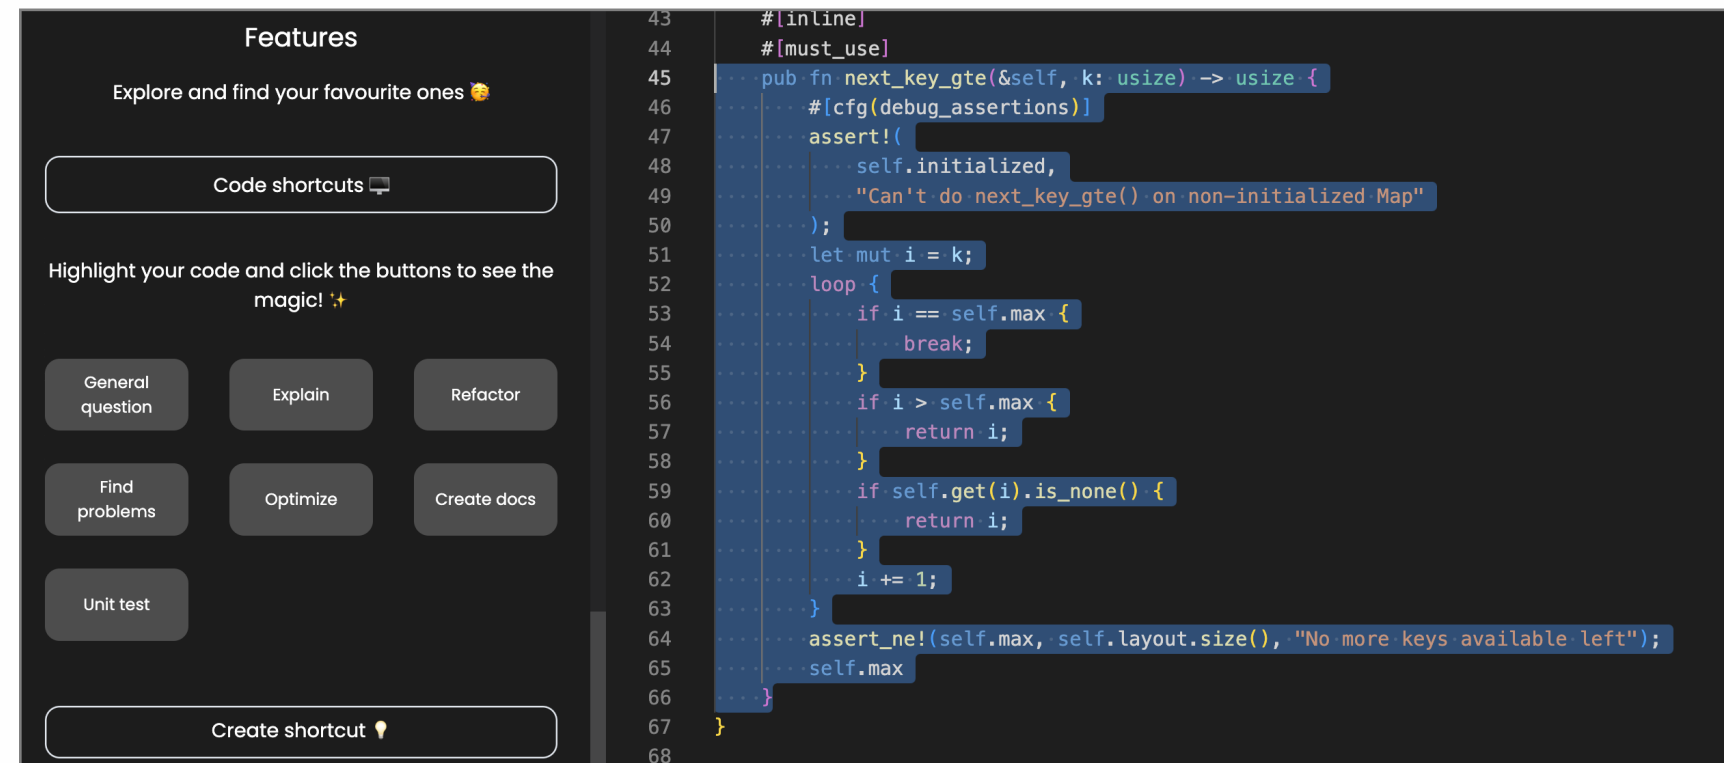 Features
Explore and find your favourite ones 🥳
Code shortcuts 🖥️
Highlight your code and click the buttons to see the
magic! ✨
General
question
Explain
Refactor
Find
problems
Optimize
Create docs
Unit test
Create shortcut 💡
43 #[inline]
44 #[must_use]
45 pub fn next_key_gte(&self, k: usize) -> usize {
46 #[cfg(debug_assertions)]
47 assert!(
48 self.initialized,
49 "Can't do next_key_gte() on non-initialized Map"
50 );
51 let mut i = k;
52 loop {
53 if i == self.max {
54 break;
55 }
56 if i > self.max {
57 return i;
58 }
59 if self.get(i).is_none() {
60 return i;
61 }
62 i += 1;
63 }
64 assert_ne!(self.max, self.layout.size(), "No more keys available left");
65 self.max
66 }
67 }
68